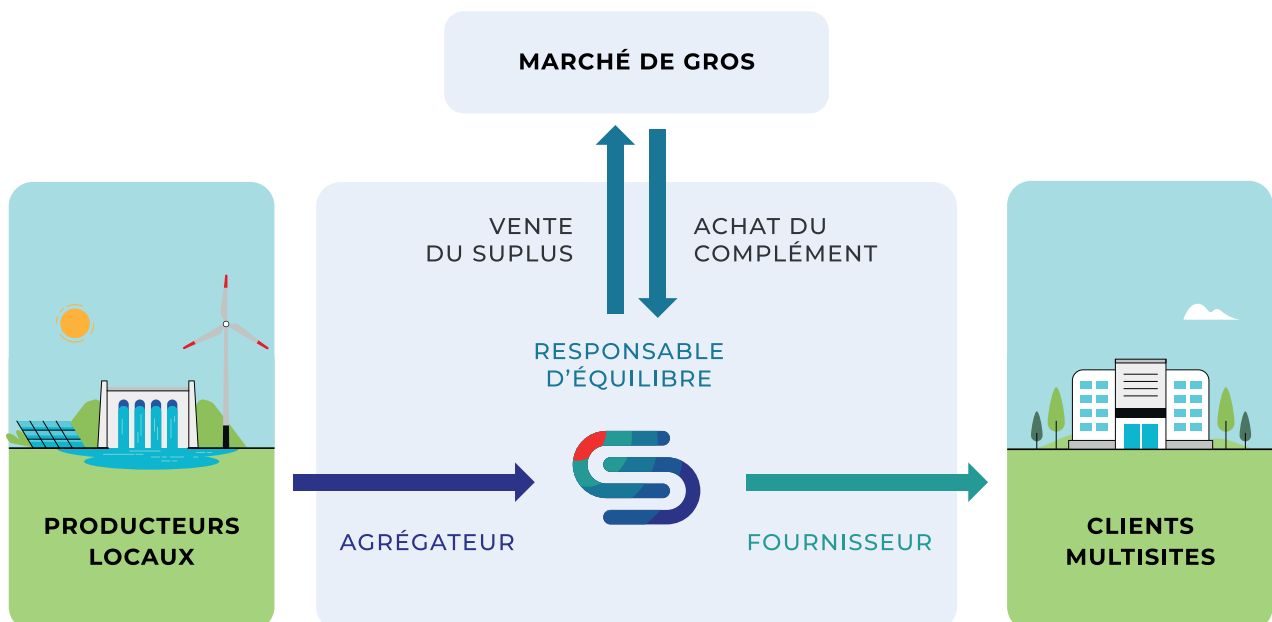 MARCHÉ DE GROS
VENTE
DU SUPLUS
ACHAT DU
COMPLÉMENT
RESPONSABLE
D'ÉQUILIBRE
PRODUCTEURS
LOCAUX
AGRÉGATEUR
FOURNISSEUR
CLIENTS
MULTISITES